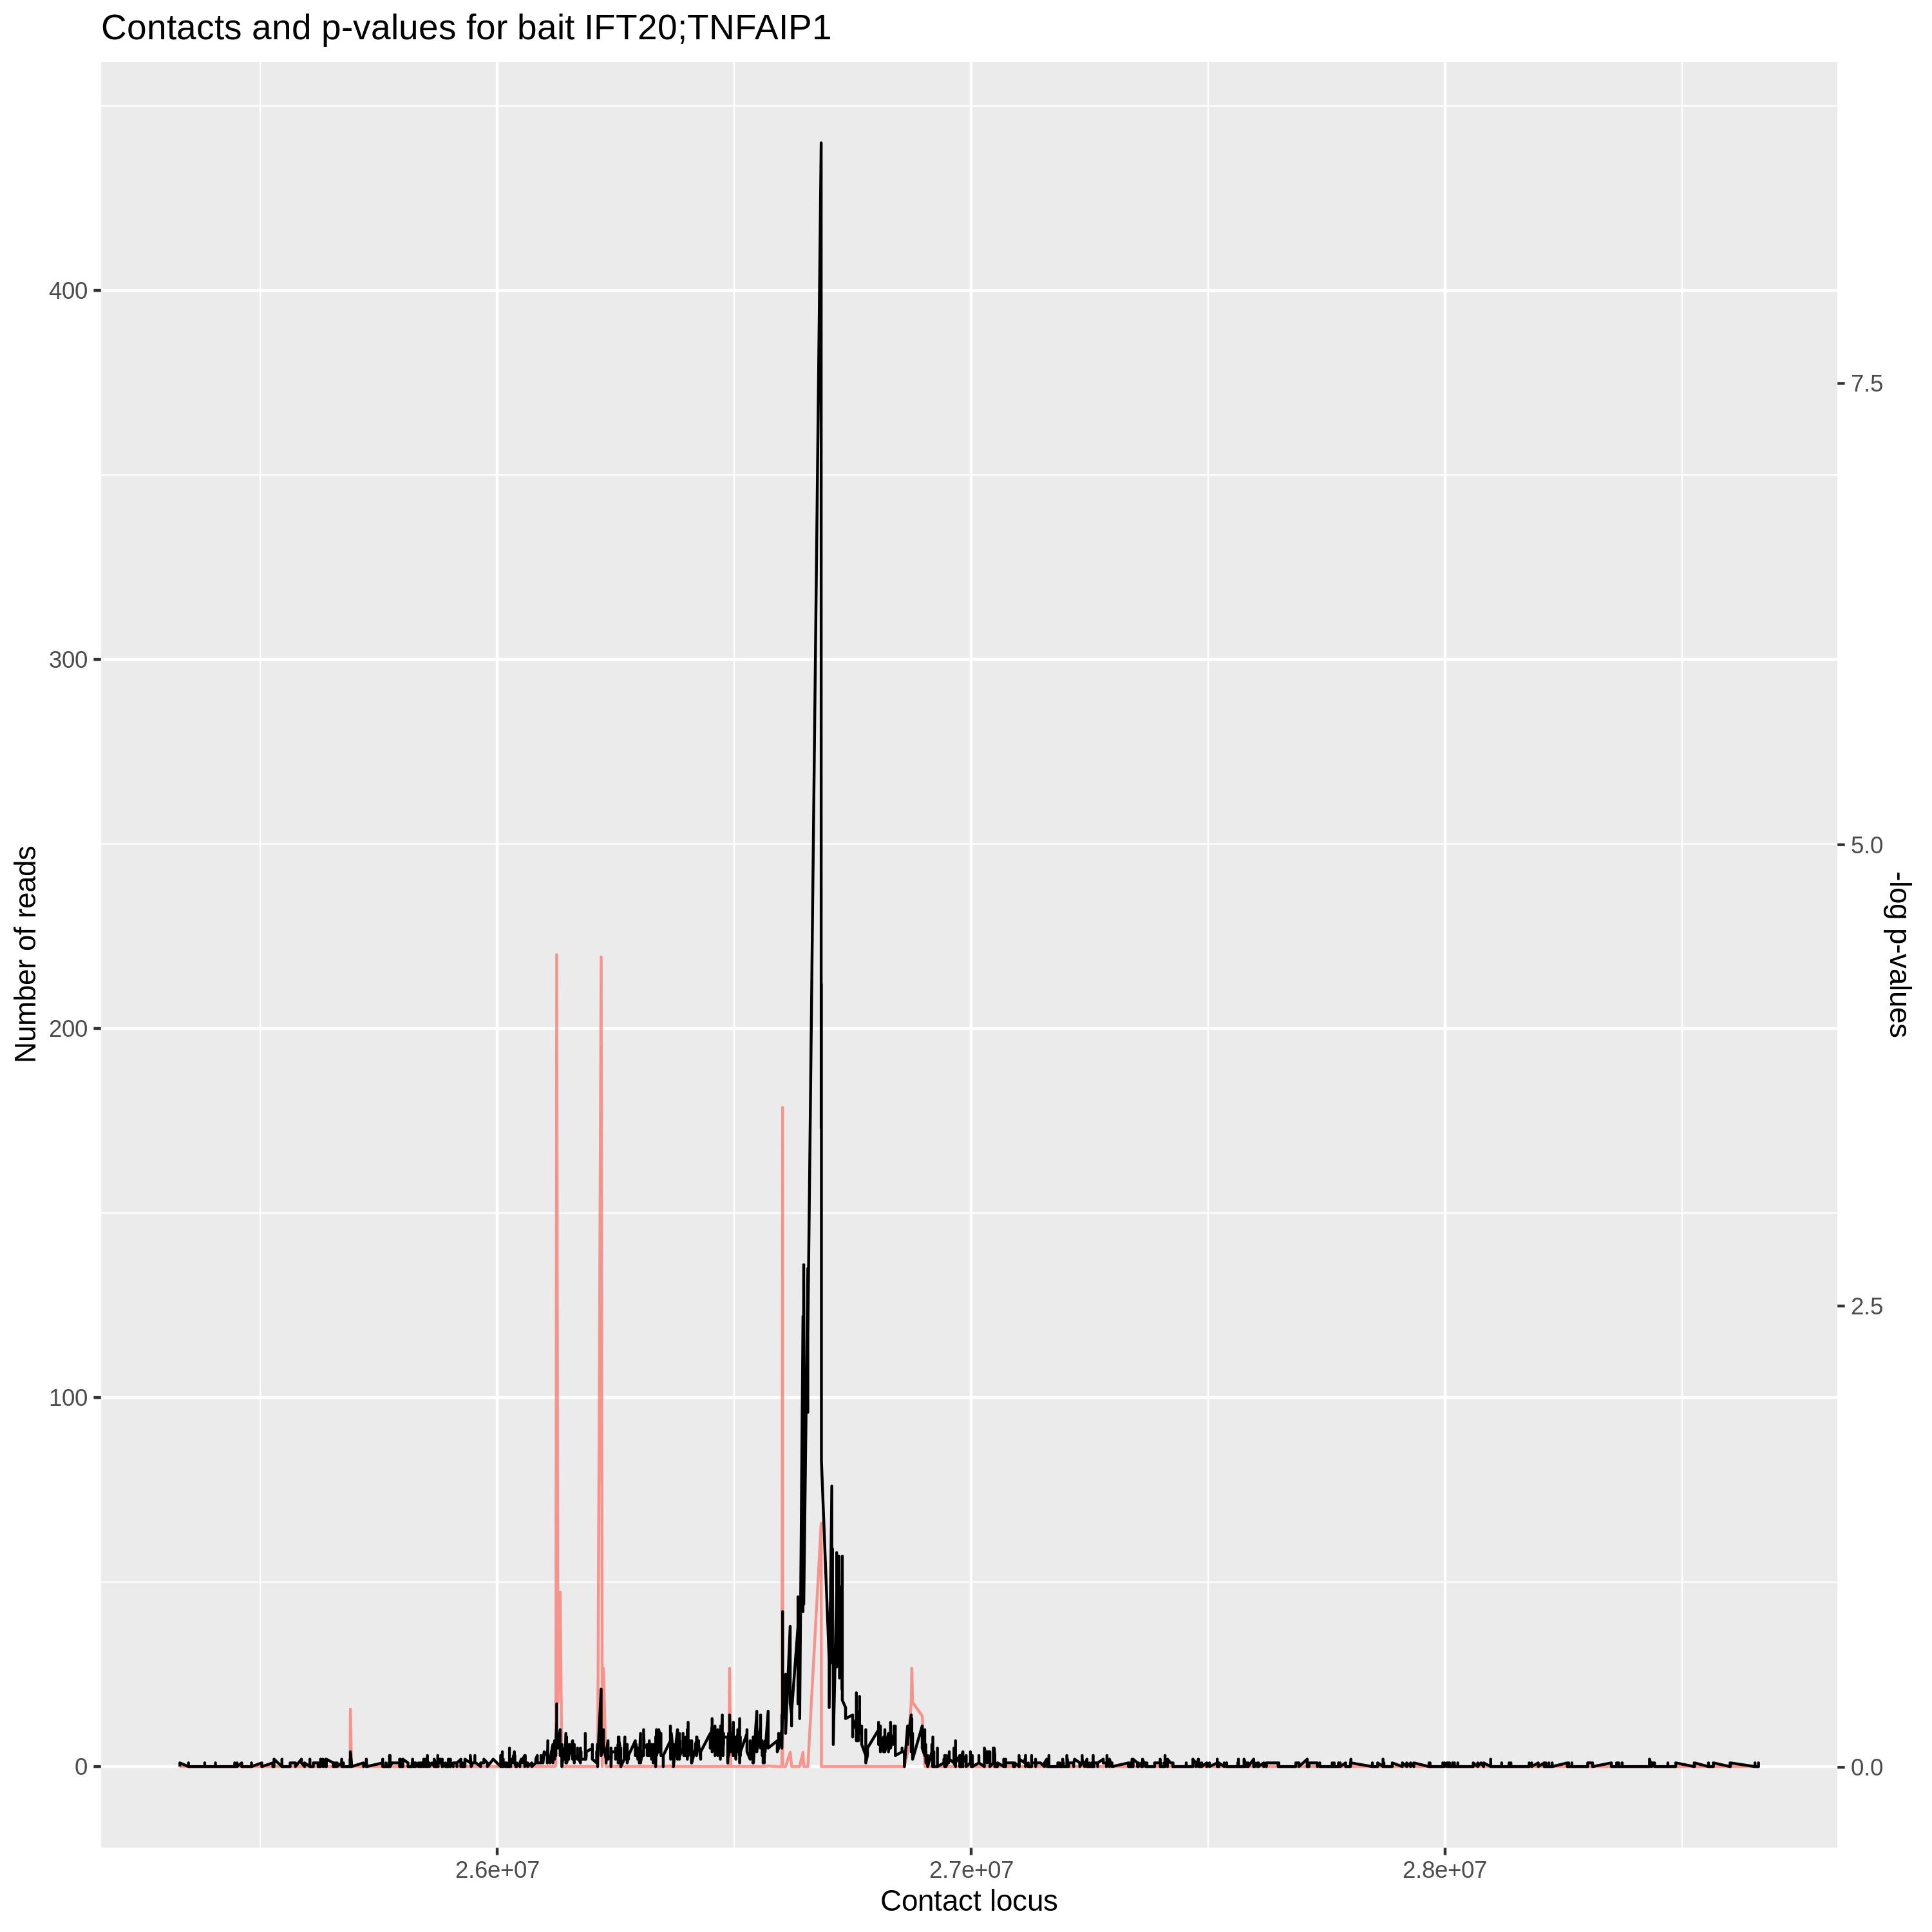 Contacts and p-values for bait IFT20;TNFAIP1
Number of reads
400
300
200
100
0
7.5
5.0
2.5
0.0
-log p-values
2.6e+07
2.7e+07
2.8e+07
Contact locus